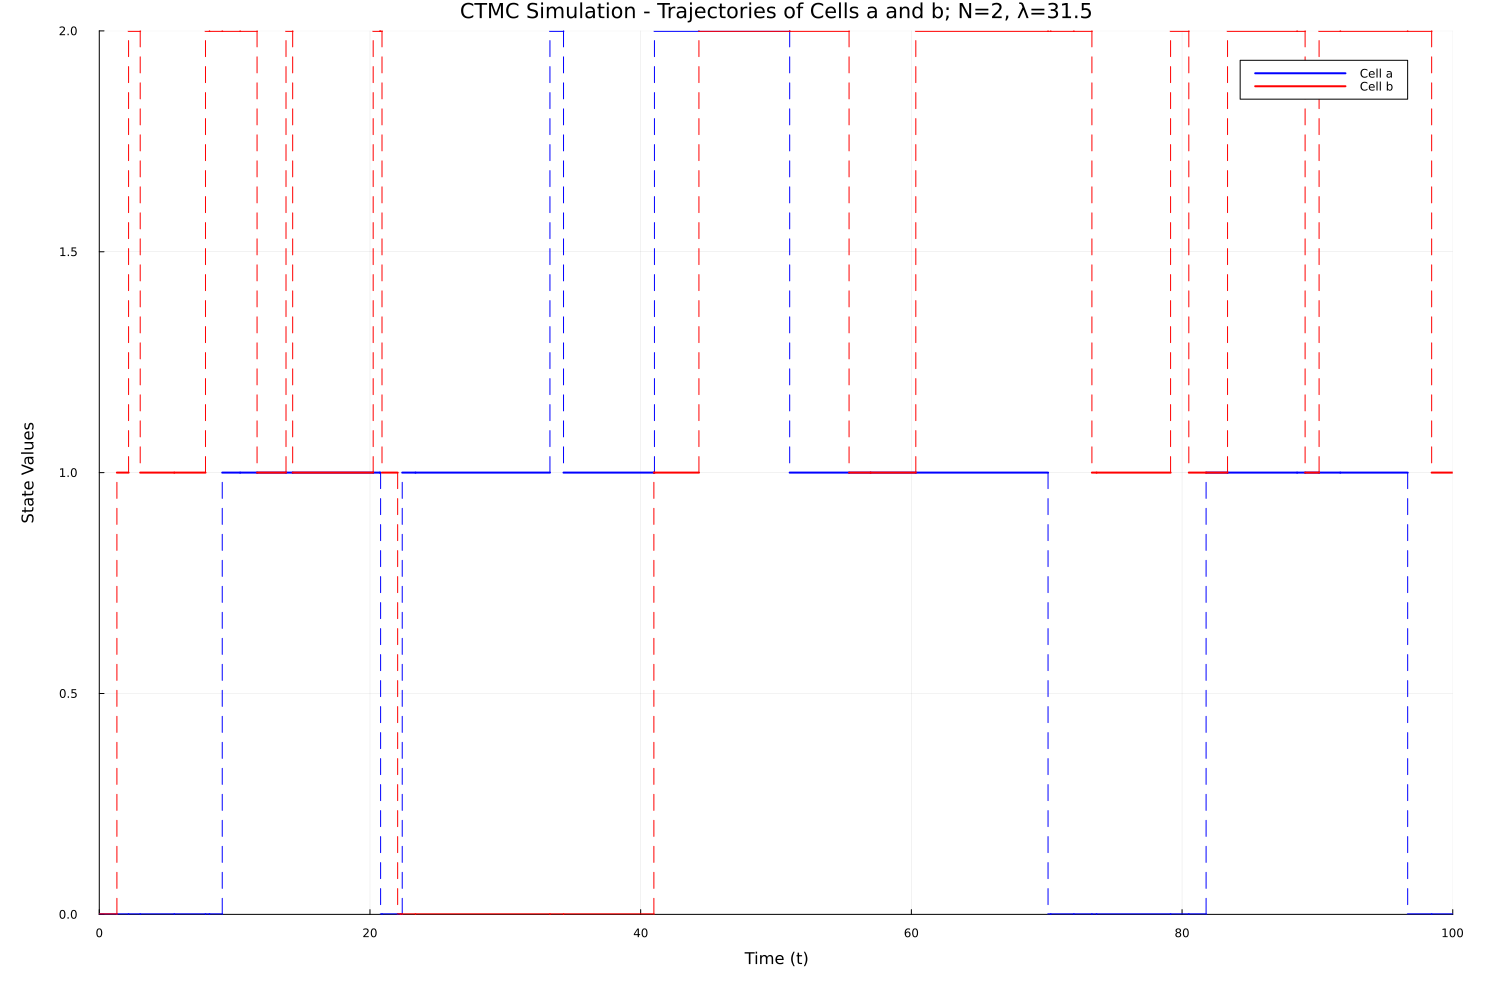 CTMC Simulation - Trajectories of Cells a and b; N=2, λ=31.5
2.0
Cell a
Cell b
1.5
1.0
State Values
0.5
0.0
0 20 40 60 80 100
Time (t)